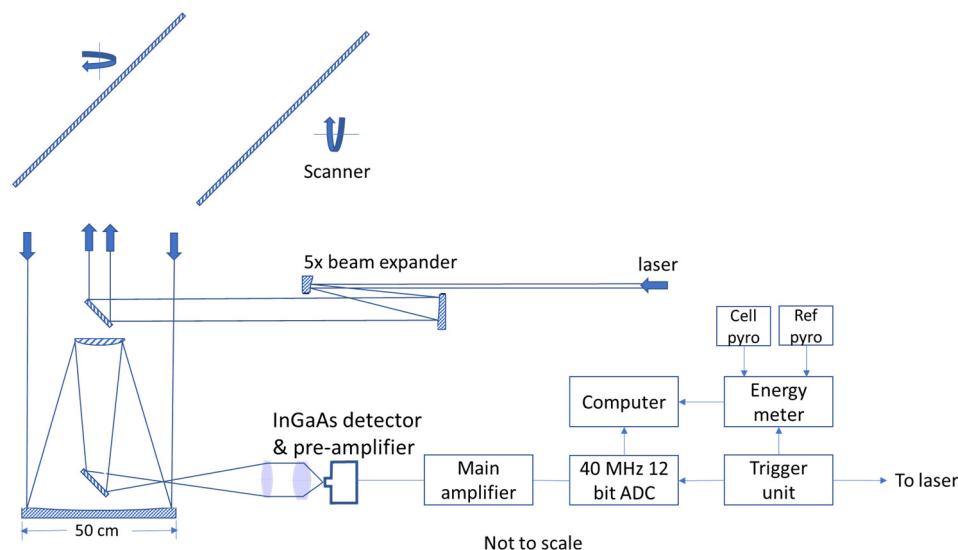 Scanner
5x beam expander
laser
Cell
pyro
Ref
pyro
Computer
Energy
meter
InGaAs detector
& pre-amplifier
Main
amplifier
40 MHz 12
bit ADC
Trigger
unit
To laser
50 cm
Not to scale